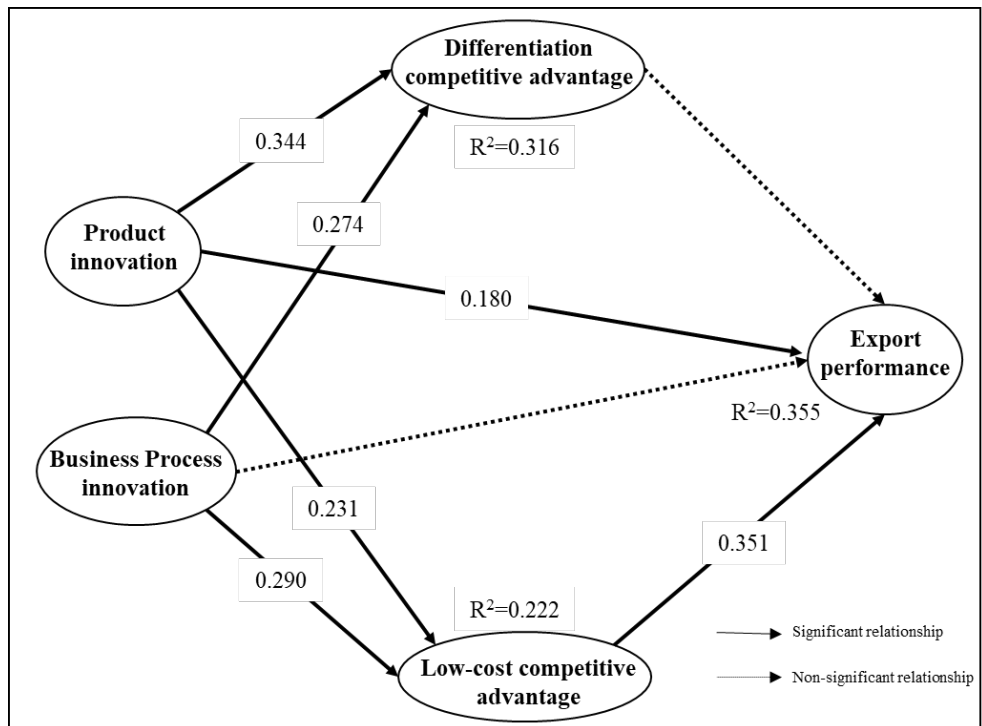 Differentiation
competitive advantage
R²=0.316
0.344
0.274
Product
innovation
0.180
Export
performance
R²=0.355
Business Process
innovation
0.231
0.351
0.290
R²=0.222
Low-cost competitive
advantage
Significant relationship
Non-significant relationship